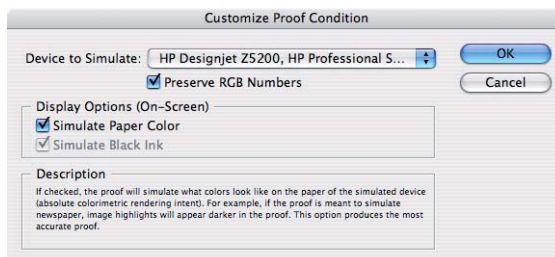 Customize Proof Condition
Device to Simulate: HP Designjet Z5200, HP Professional S...
OK
Preserve RGB Numbers
Cancel
Display Options (On-Screen)
Simulate Paper Color
Simulate Black Ink
Description
If checked, the proof will simulate what colors look like on the paper of the simulated device
(absolute colorimetric rendering intent). For example, if the proof is meant to simulate
newspaper, image highlights will appear darker in the proof. This option produces the most
accurate proof.